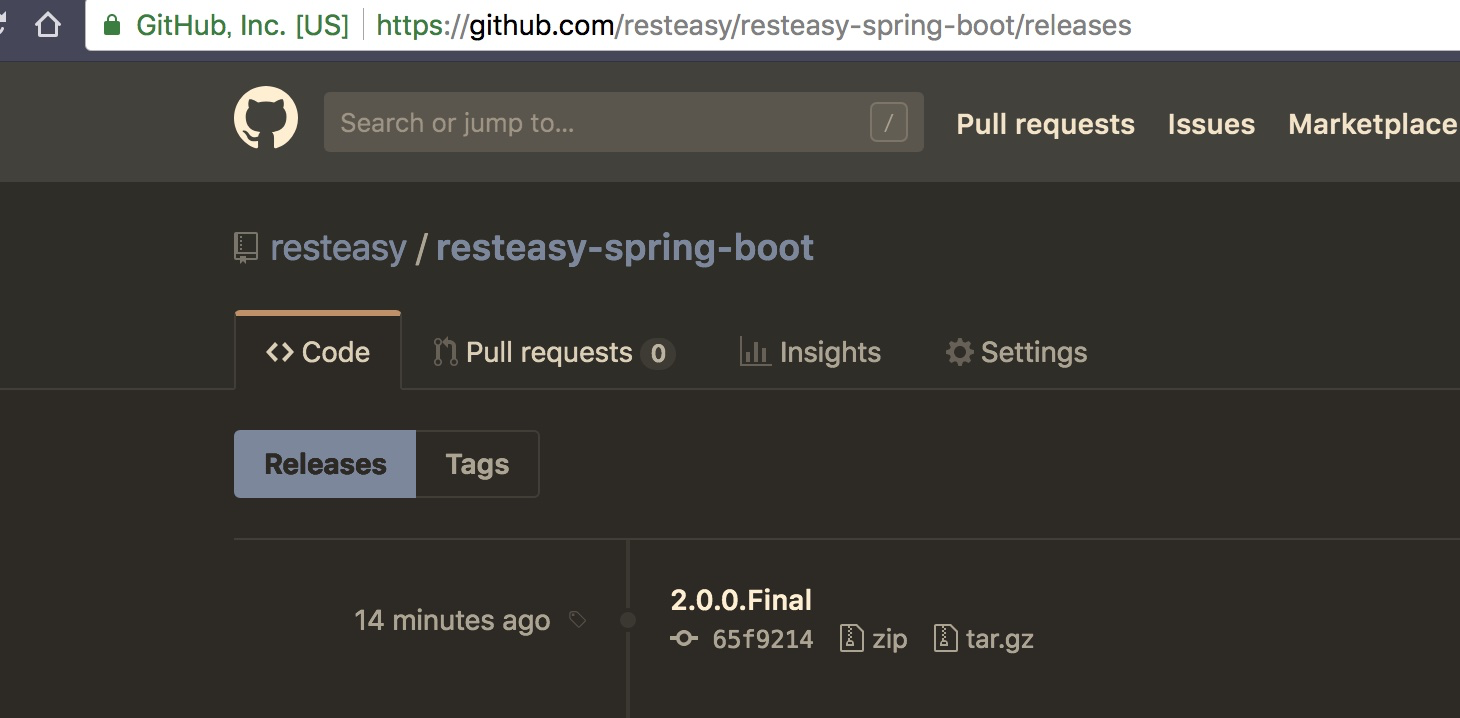 GitHub, Inc. [US] https://github.com/resteasy/resteasy-spring-boot/releases
Search or jump to... / Pull requests Issues Marketplace
resteasy / resteasy-spring-boot
<> Code Pull requests 0 Insights Settings
Releases Tags
2.0.0.Final
14 minutes ago
65f9214 zip tar.gz